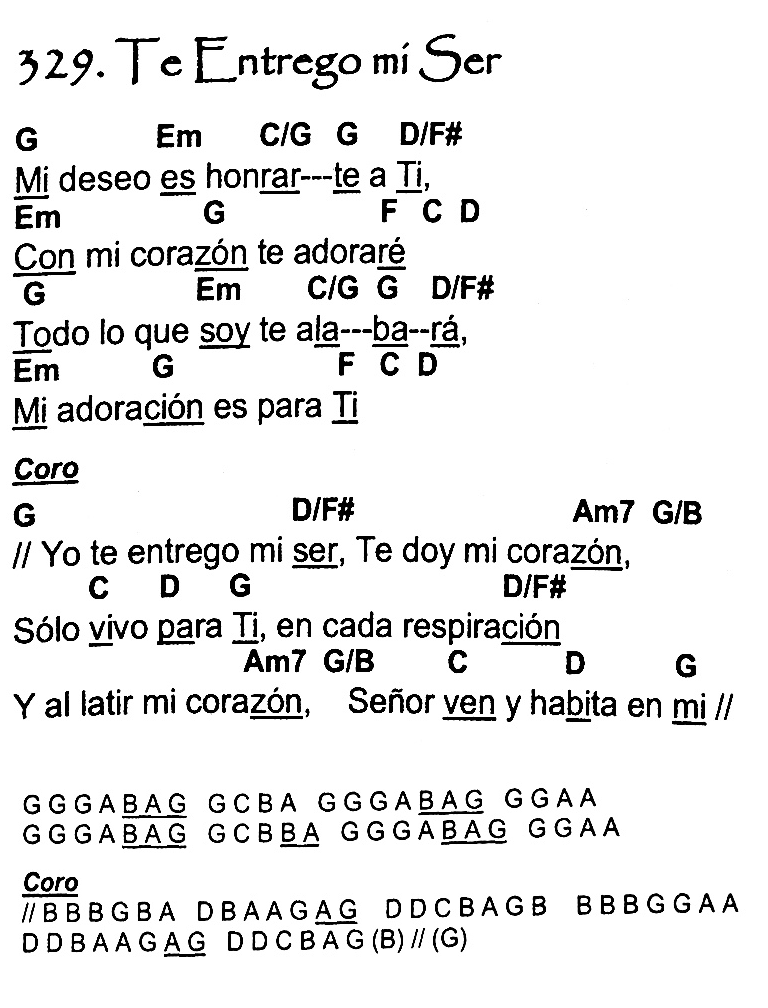 329. Te Entrego mí Ser
G Em C/G G D/F#
Mi deseo es honrar---te a Ti,
Em G F C D
Con mi corazón te adoraré
G Em C/G G D/F#
Todo lo que soy te ala---ba--rá,
Em G F C D
Mi adoración es para Ti
Coro
G D/F# Am7 G/B
// Yo te entrego mi ser, Te doy mi corazón,
C D G D/F#
Sólo vivo para Ti, en cada respiración
Am7 G/B C D G
Y al latir mi corazón, Señor ven y habita en mi //
G G G A B A G G C B A G G G A B A G G G A A
G G G A B A G G C B B B A G G G A B A G G G A A
Coro
// B B B G B A D B A A G A G D D C B A G B B B B G G A A
D D B A A G A G D D C B A G (B) // (G)